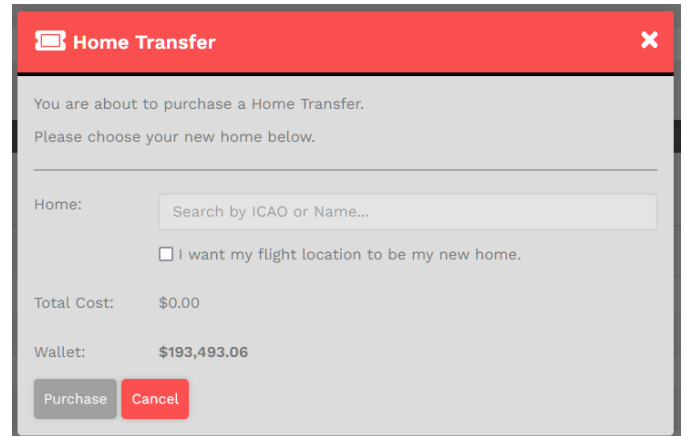 Home Transfer
You are about to purchase a Home Transfer.
Please choose your new home below.
Home:
Search by ICAO or Name...
I want my flight location to be my new home.
Total Cost: $0.00
Wallet: $193,493.06
Purchase Cancel